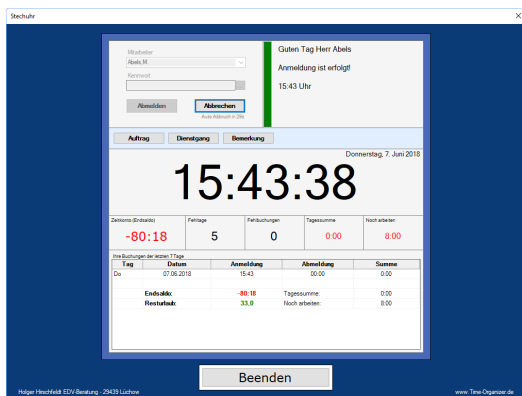 Stechuhr
Mitarbeiter
Abels,M.
Kennwort
Abmelden Abbrechen
Auto Abbruch in 29s
Guten Tag Herr Abels
Anmeldung ist erfolgt!
15:43 Uhr
Auftrag Dienstgang Bemerkung
Donnerstag, 7. Juni 2018
15:43:38
Zeitkonto (Endsaldo) Fehltage Fehlbuchungen Tagessumme Noch arbeiten
-80:18 5 0 0:00 8:00
Ihre Buchungen der letzten 7 Tage
Tag Datum Anmeldung Abmeldung Summe
Do 07.06.2018 15:43 00:00 0:00
Endsaldo: -80:18 Tagessumme: 0:00
Resturlaub: 33,0 Noch arbeiten: 8:00
Beenden
Holger Hirschfeldt EDV-Beratung - 29439 Lüchow www.Time-Organizer.de